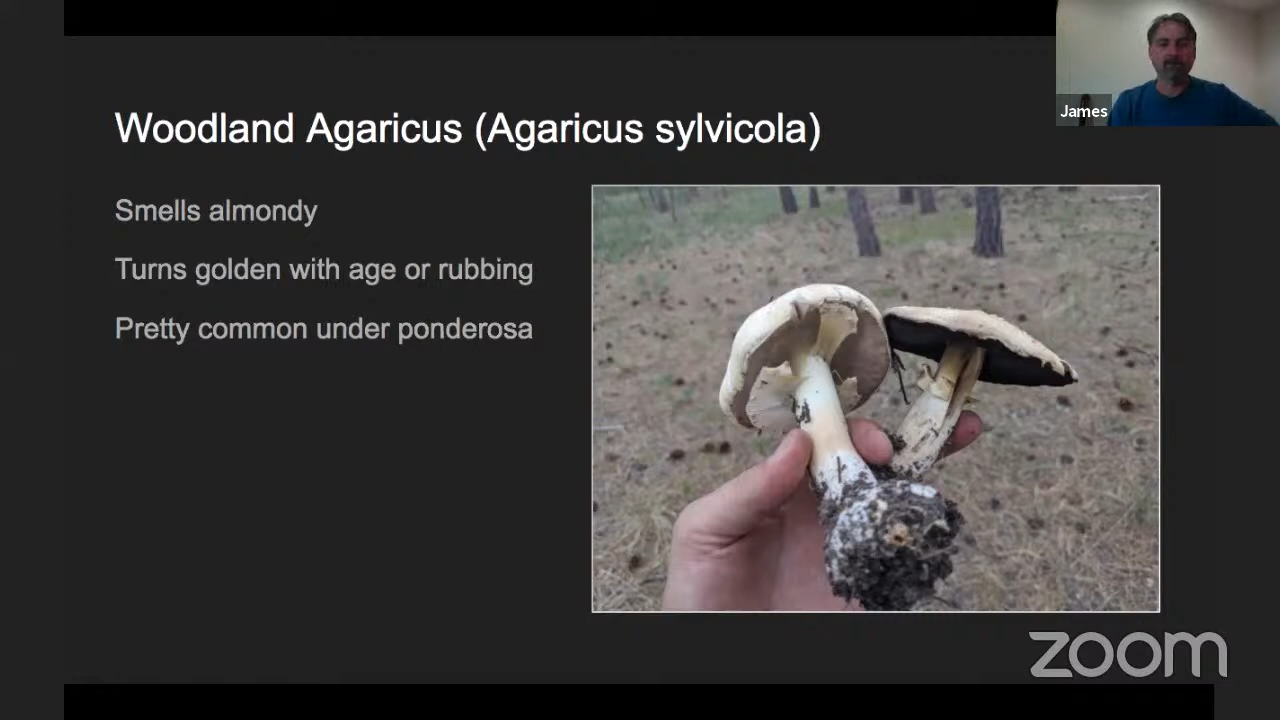 Woodland Agaricus (Agaricus sylvicola)
Smells almondy
Turns golden with age or rubbing
Pretty common under ponderosa
James
zoom